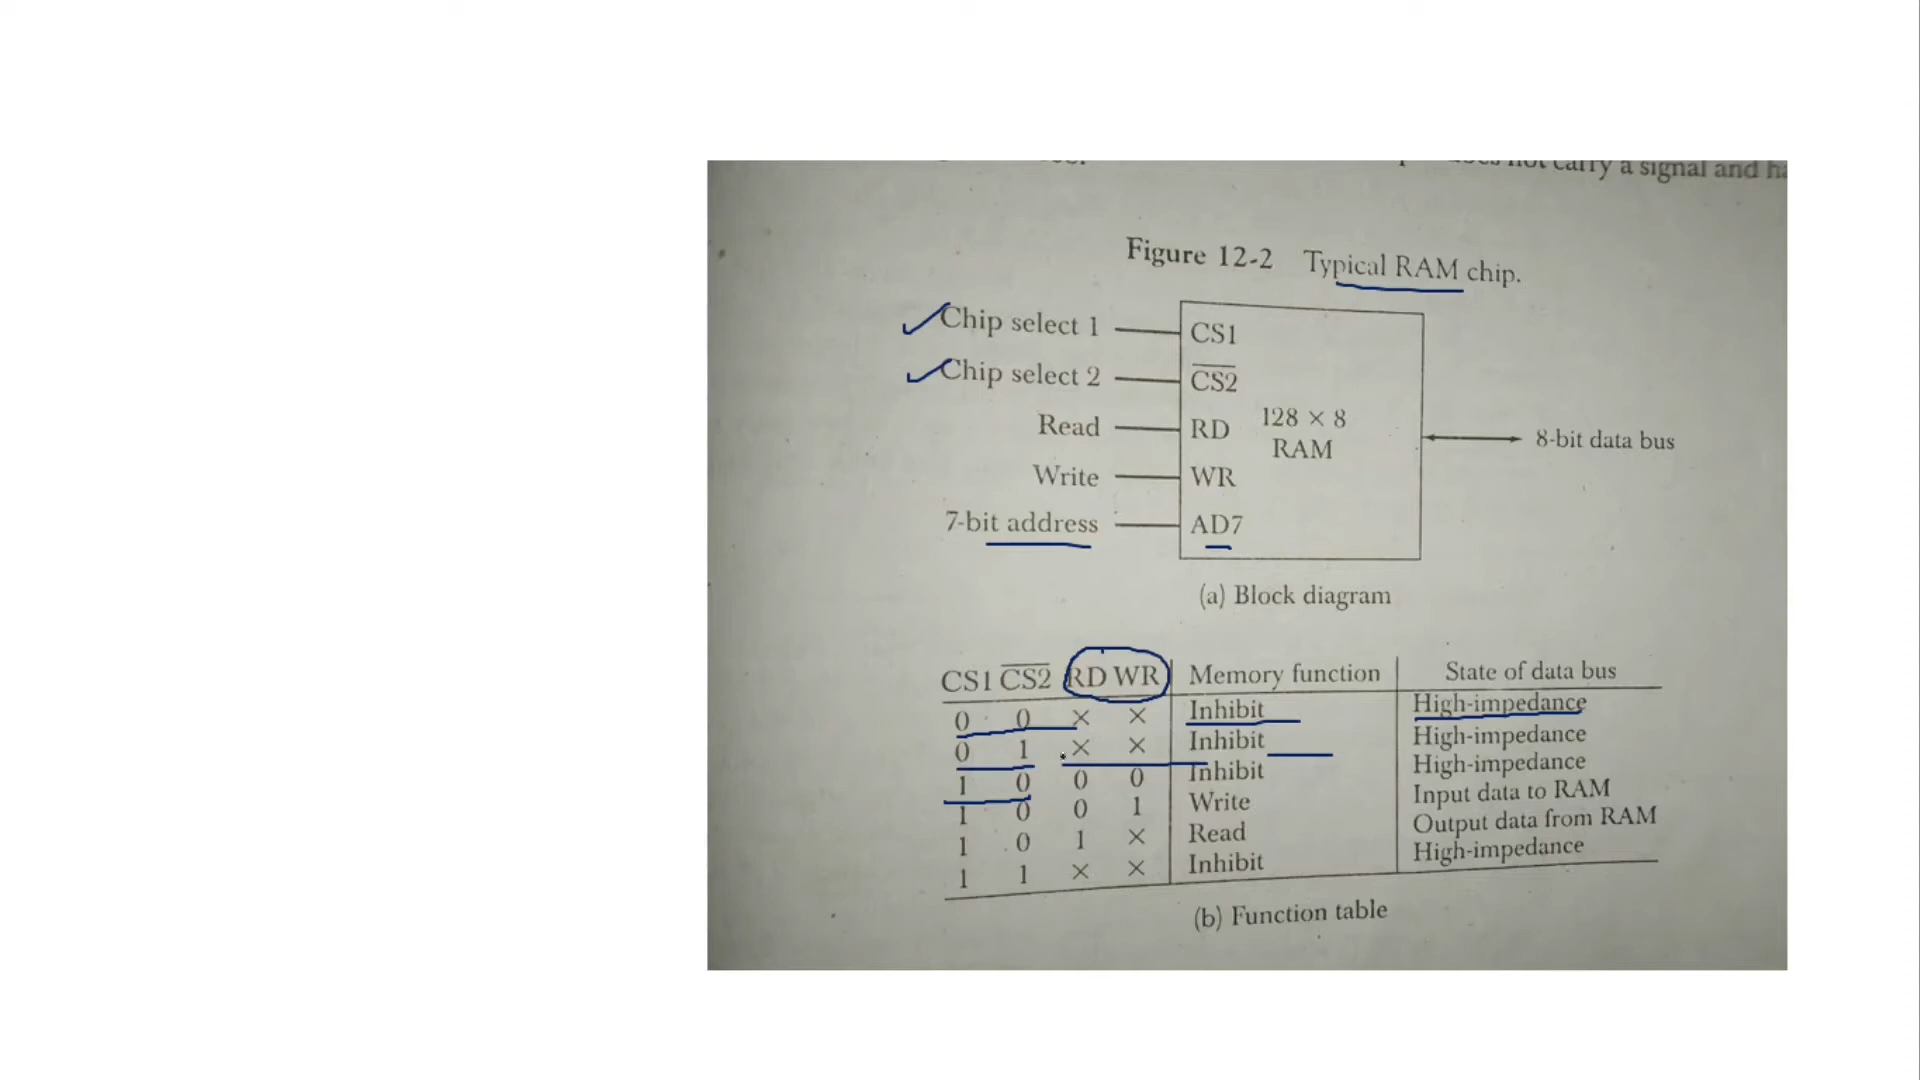 not carry a signal and
Figure 12-2 Typical RAM chip.
Chip select 1 CS1
Chip select 2 C̅S̅2̅
Read RD 128 × 8
RAM
8-bit data bus
Write WR
7-bit address AD7
(a) Block diagram
CS1 C̅S̅2̅ RD WR Memory function State of data bus
0 0 × × Inhibit High-impedance
0 1 × × Inhibit High-impedance
1 0 0 0 Inhibit High-impedance
1 0 0 1 Write Input data to RAM
1 0 1 × Read Output data from RAM
1 1 × × Inhibit High-impedance
(b) Function table